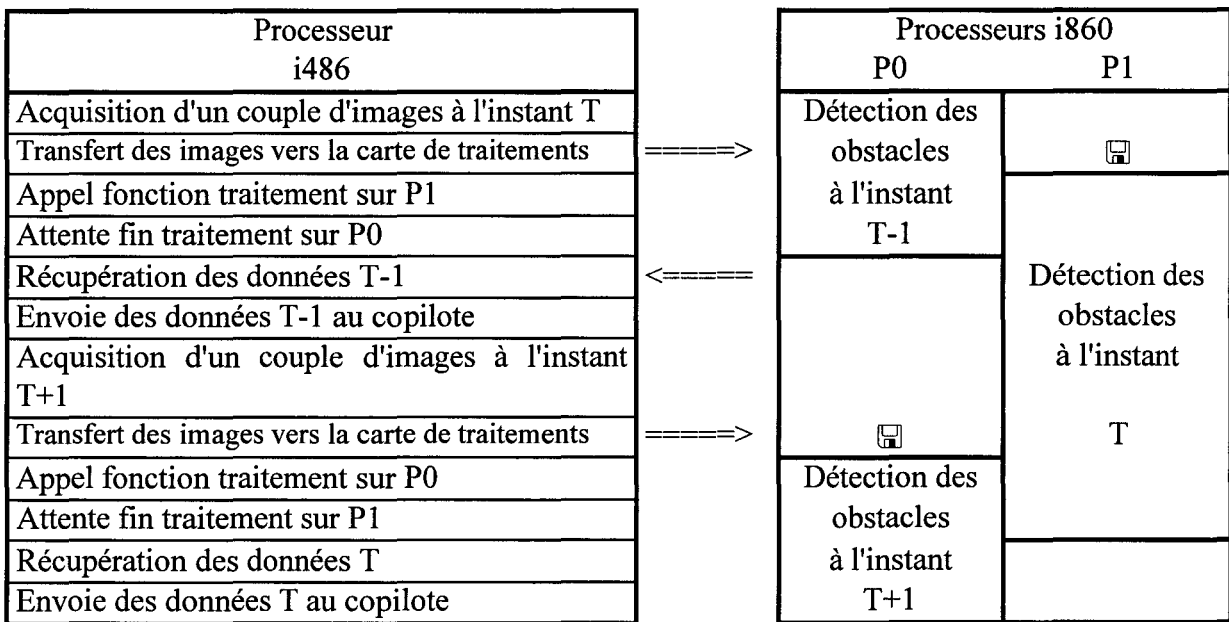 Processeur
i486
Acquisition d'un couple d'images à l'instant T
Transfert des images vers la carte de traitements
Appel fonction traitement sur P1
Attente fin traitement sur P0
Récupération des données T-1
Envoie des données T-1 au copilote
Acquisition d'un couple d'images à l'instant
T+1
Transfert des images vers la carte de traitements
Appel fonction traitement sur P0
Attente fin traitement sur P1
Récupération des données T
Envoie des données T au copilote
=====>
<=====
=====>
Processeurs i860
P0 P1
Détection des
obstacles
à l'instant
T-1
Détection des
obstacles
à l'instant
T+1
Détection des
obstacles
à l'instant
T